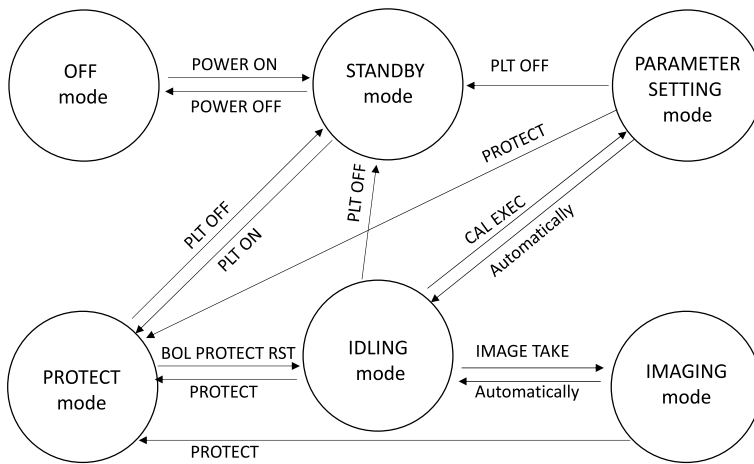 OFF
mode
POWER ON
POWER OFF
STANDBY
mode
PLT OFF
PARAMETER
SETTING
mode
PROTECT
PLT OFF
PLT ON
PLT OFF
CAL EXEC
Automatically
PROTECT
mode
BOL PROTECT RST
PROTECT
IDLING
mode
IMAGE TAKE
Automatically
IMAGING
mode
PROTECT